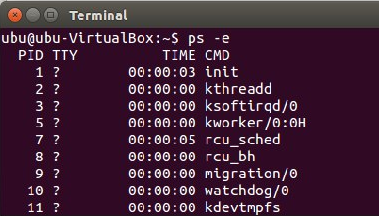 Terminal
ubu@ubu-VirtualBox:~$ ps -e
PID TTY TIME CMD
1 ? 00:00:03 init
2 ? 00:00:00 kthreadd
3 ? 00:00:00 ksoftirqd/0
5 ? 00:00:00 kworker/0:0H
7 ? 00:00:05 rcu_sched
8 ? 00:00:00 rcu_bh
9 ? 00:00:00 migration/0
10 ? 00:00:00 watchdog/0
11 ? 00:00:00 kdevtmpfs